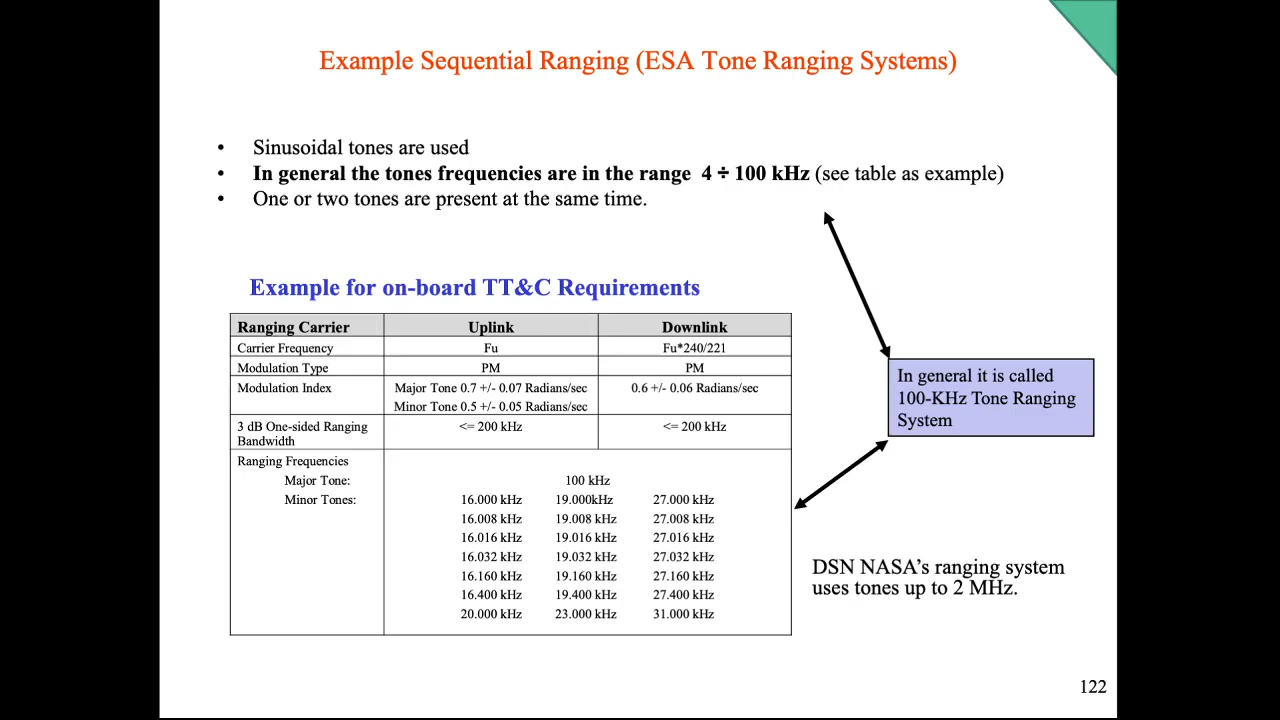 Example Sequential Ranging (ESA Tone Ranging Systems)
• Sinusoidal tones are used
• In general the tones frequencies are in the range 4 ÷ 100 kHz (see table as example)
• One or two tones are present at the same time.
Example for on-board TT&C Requirements
Ranging Carrier Uplink Downlink
Carrier Frequency Fu Fu*240/221
Modulation Type PM PM
Modulation Index Major Tone 0.7 +/- 0.07 Radians/sec 0.6 +/- 0.06 Radians/sec
Minor Tone 0.5 +/- 0.05 Radians/sec
3 dB One-sided Ranging <= 200 kHz <= 200 kHz
Bandwidth
Ranging Frequencies
Major Tone: 100 kHz
Minor Tones: 16.000 kHz 19.000kHz 27.000 kHz
16.008 kHz 19.008 kHz 27.008 kHz
16.016 kHz 19.016 kHz 27.016 kHz
16.032 kHz 19.032 kHz 27.032 kHz
16.160 kHz 19.160 kHz 27.160 kHz
16.400 kHz 19.400 kHz 27.400 kHz
20.000 kHz 23.000 kHz 31.000 kHz
In general it is called
100-KHz Tone Ranging
System
DSN NASA’s ranging system
uses tones up to 2 MHz.
122